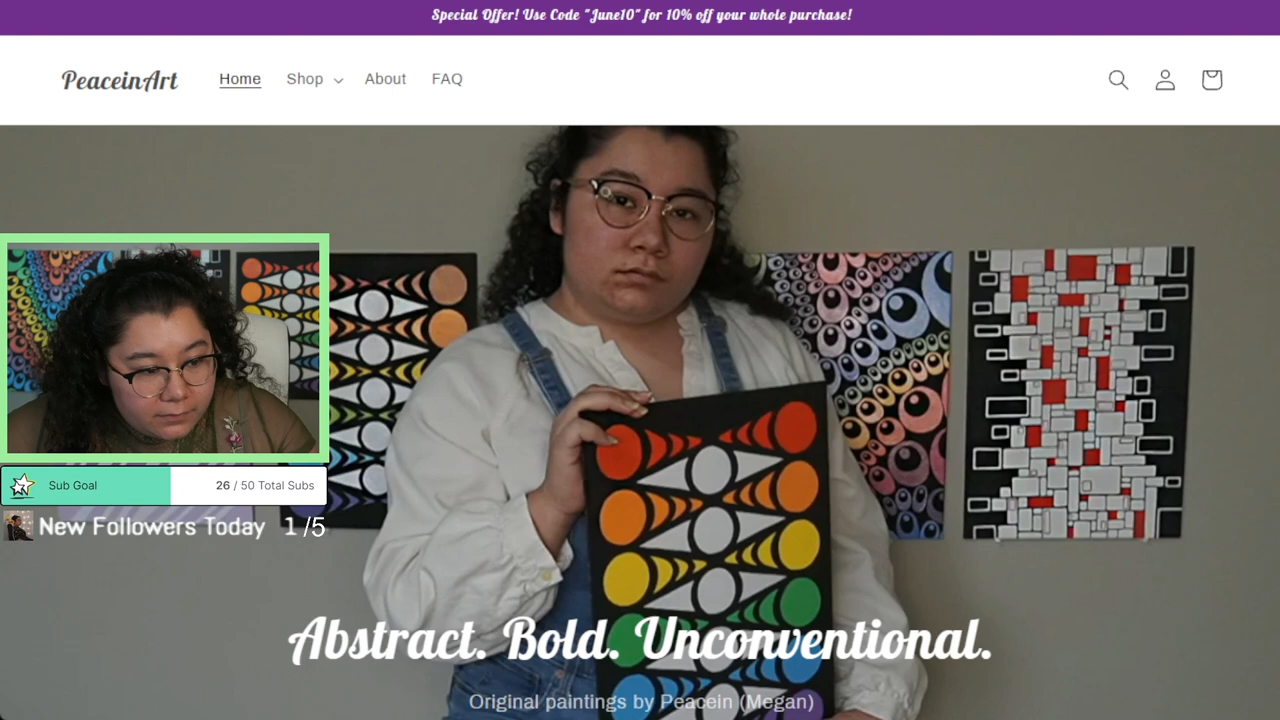 Special Offer! Use Code "June10" for 10% off your whole purchase!
PeaceinArt
Home
Shop
About
FAQ
Sub Goal
26 / 50 Total Subs
New Followers Today 1 /5
Abstract. Bold. Unconventional.
Original paintings by Peacein (Megan)